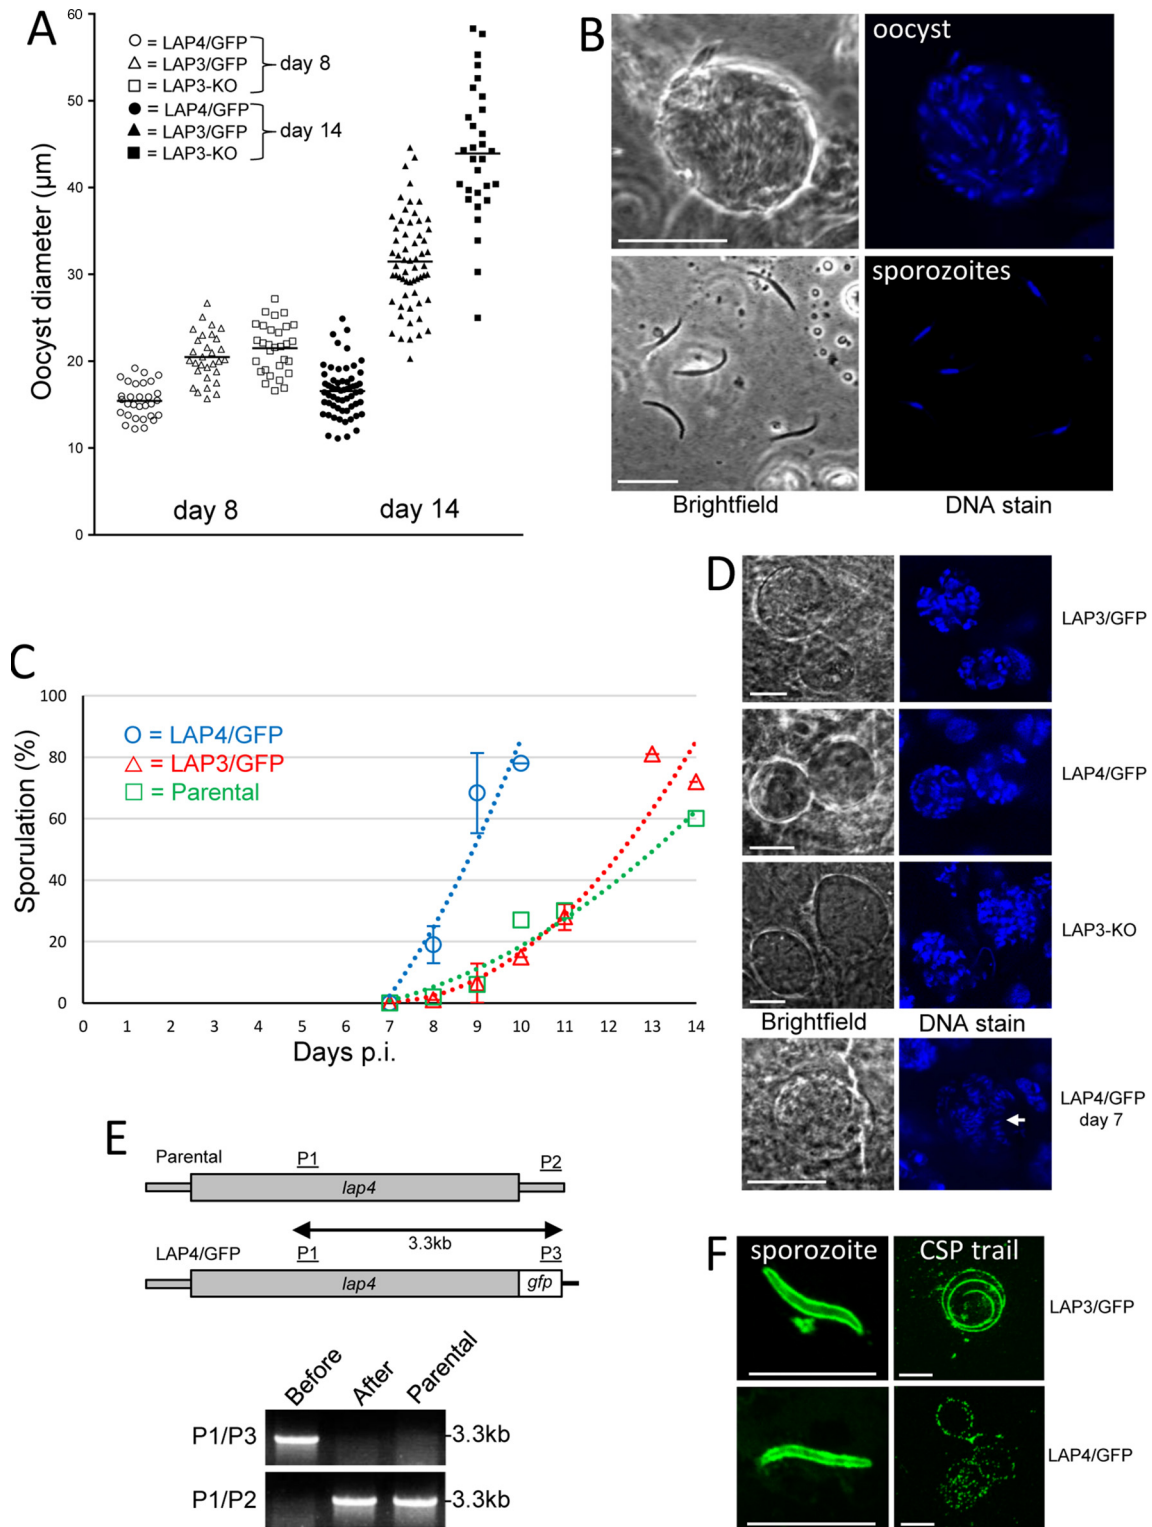 A
60
50
40
30
20
10
0
Oocyst diameter (µm)
○ = LAP4/GFP
△ = LAP3/GFP
□ = LAP3-KO
day 8
● = LAP4/GFP
▲ = LAP3/GFP
■ = LAP3-KO
day 14
day 8
day 14
B
oocyst
sporozoites
Brightfield
DNA stain
C
100
80
60
40
20
0
Sporulation (%)
○ = LAP4/GFP
△ = LAP3/GFP
□ = Parental
0 1 2 3 4 5 6 7 8 9 10 11 13 14
Days p.i.
D
LAP3/GFP
LAP4/GFP
LAP3-KO
Brightfield
DNA stain
LAP4/GFP
day 7
E
Parental
P1
P2
lap4
3.3kb
LAP4/GFP
P1
P3
lap4
gfp
Before
After
Parental
P1/P3
-3.3kb
P1/P2
-3.3kb
F
sporozoite
CSP trail
LAP3/GFP
LAP4/GFP